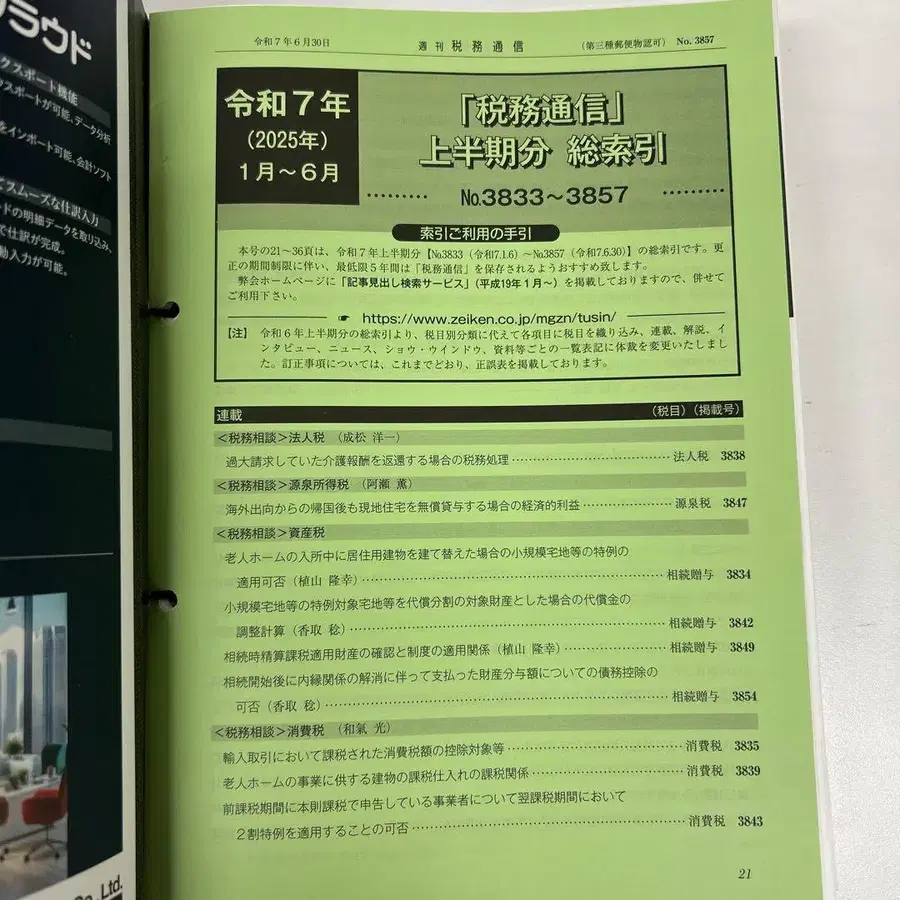 ラウド
クスポート機能
スポートが可能、データ分析
をインポート可能、会計ソフト
てスムーズな仕訳入力
ードの明細データを取り込み、
で仕訳が完成。
動入力が可能。
Co., Ltd.
令和7年6月30日
週刊 税務通信
(第三種郵便物認可) No. 3857
令和7年
(2025年)
1月~6月
「税務通信」
上半期分 総索引
No.3833~3857
索引ご利用の手引
本号の21~36頁は、令和7年上半期分【No3833(令和7.1.6)~No3857(令和7.6.30)】の総索引です。更
正の期間制限に伴い、最低限5年間は「税務通信」を保存されるようおすすめ致します。
弊会ホームページに「記事見出し検索サービス」(平成19年1月~)を掲載しておりますので、併せて
ご利用下さい。
☛ https://www.zeiken.co.jp/mgzn/tusin/
[注] 令和6年上半期分の総索引より、税目別分類に代えて各項目に税目を織り込み、連載、解説、イ
ンタビュー、ニュース、ショウ・ウインドウ、資料等ごとの一覧表記に体裁を変更いたしまし
た。訂正事項については、これまでどおり、正誤表を掲載しております。
連載 (税目)(掲載号)
<税務相談>法人税 (成松 洋一)
過大請求していた介護報酬を返還する場合の税務処理……法人税 3838
<税務相談>源泉所得税 (阿瀬 薫)
海外出向からの帰国後も現地住宅を無償貸与する場合の経済的利益……源泉税 3847
<税務相談>資産税
老人ホームの入所中に居住用建物を建て替えた場合の小規模宅地等の特例の
適用可否(植山 隆幸)……相続贈与 3834
小規模宅地等の特例対象宅地等を代償分割の対象財産とした場合の代償金の
調整計算(香取 稔)……相続贈与 3842
相続時精算課税適用財産の確認と制度の適用関係(植山 隆幸)……相続贈与 3849
相続開始後に内縁関係の解消に伴って支払った財産分与額についての債務控除の
可否(香取 稔)……相続贈与 3854
<税務相談>消費税 (和氣 光)
輸入取引において課税された消費税額の控除対象等……消費税 3835
老人ホームの事業に供する建物の課税仕入れの課税関係……消費税 3839
前課税期間に本則課税で申告している事業者について翌課税期間において
2割特例を適用することの可否……消費税 3843
21